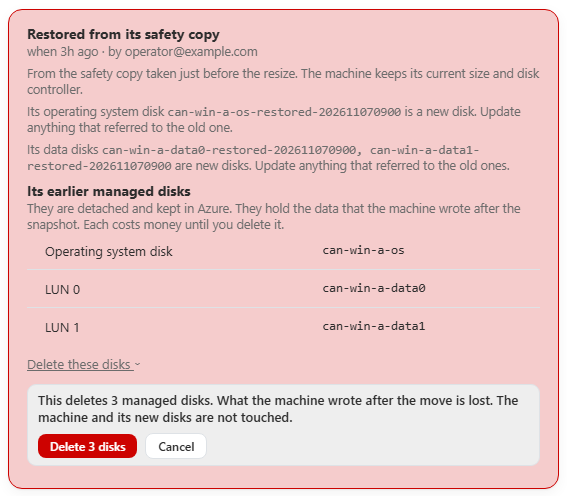 Restored from its safety copy
when 3h ago · by operator@example.com
From the safety copy taken just before the resize. The machine keeps its current size and disk
controller.
Its operating system disk can-win-a-os-restored-202611070900 is a new disk. Update
anything that referred to the old one.
Its data disks can-win-a-data0-restored-202611070900, can-win-a-data1-
restored-202611070900 are new disks. Update anything that referred to the old ones.
Its earlier managed disks
They are detached and kept in Azure. They hold the data that the machine wrote after the
snapshot. Each costs money until you delete it.
Operating system disk can-win-a-os
LUN 0 can-win-a-data0
LUN 1 can-win-a-data1
Delete these disks
This deletes 3 managed disks. What the machine wrote after the move is lost. The
machine and its new disks are not touched.
Delete 3 disks Cancel